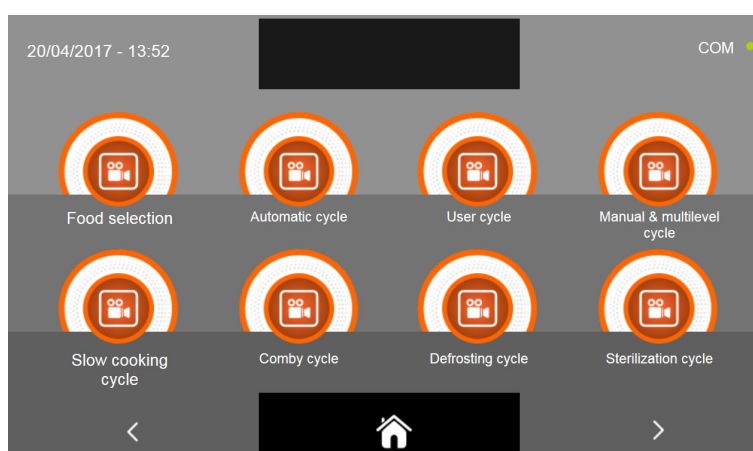 20/04/2017 - 13:52
COM
Food selection
Automatic cycle
User cycle
Manual & multilevel
cycle
Slow cooking
cycle
Comby cycle
Defrosting cycle
Sterilization cycle